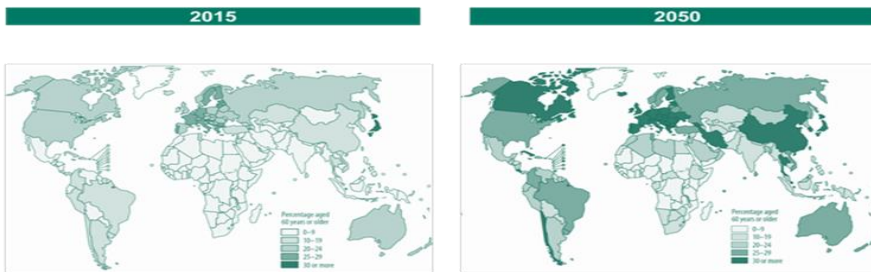 2015
2050
Percentage aged
60 years or older
0–9
10–19
20–24
25–29
30 or more
Percentage aged
60 years or older
0–9
10–19
20–24
25–29
30 or more